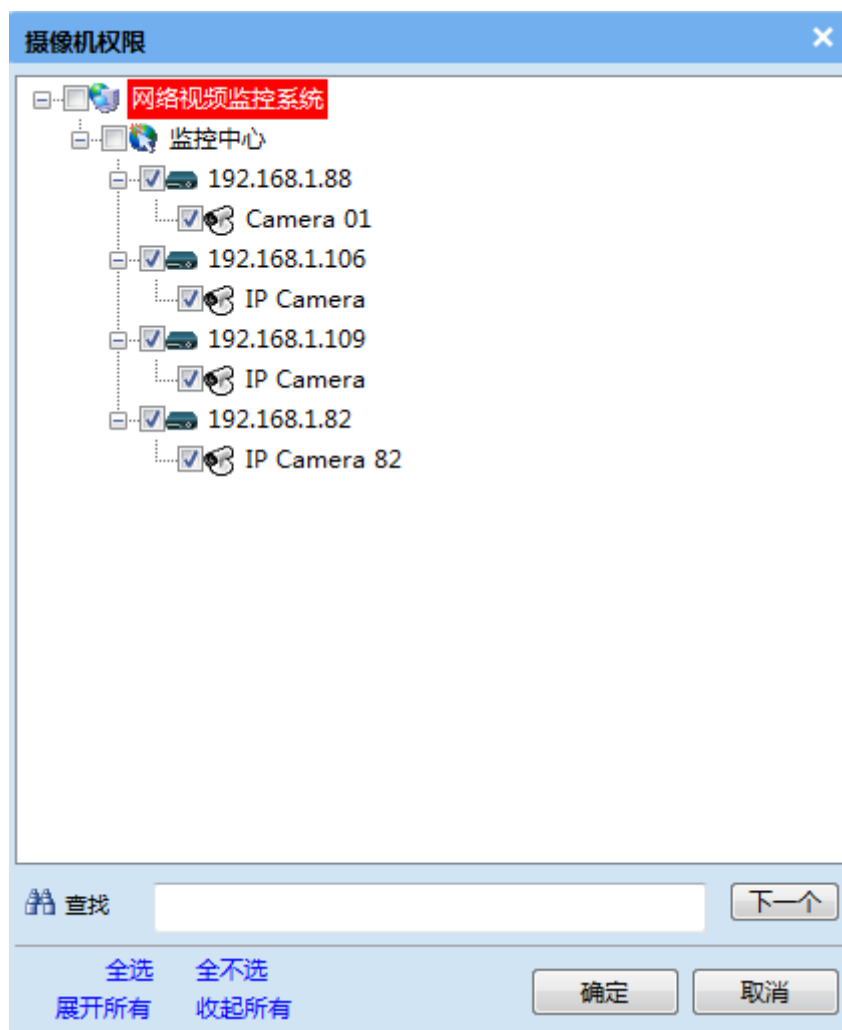 摄像机权限
网络视频监控系统
监控中心
192.168.1.88
Camera 01
192.168.1.106
IP Camera
192.168.1.109
IP Camera
192.168.1.82
IP Camera 82
查找 下一个
全选 全不选
展开所有 收起所有 确定 取消